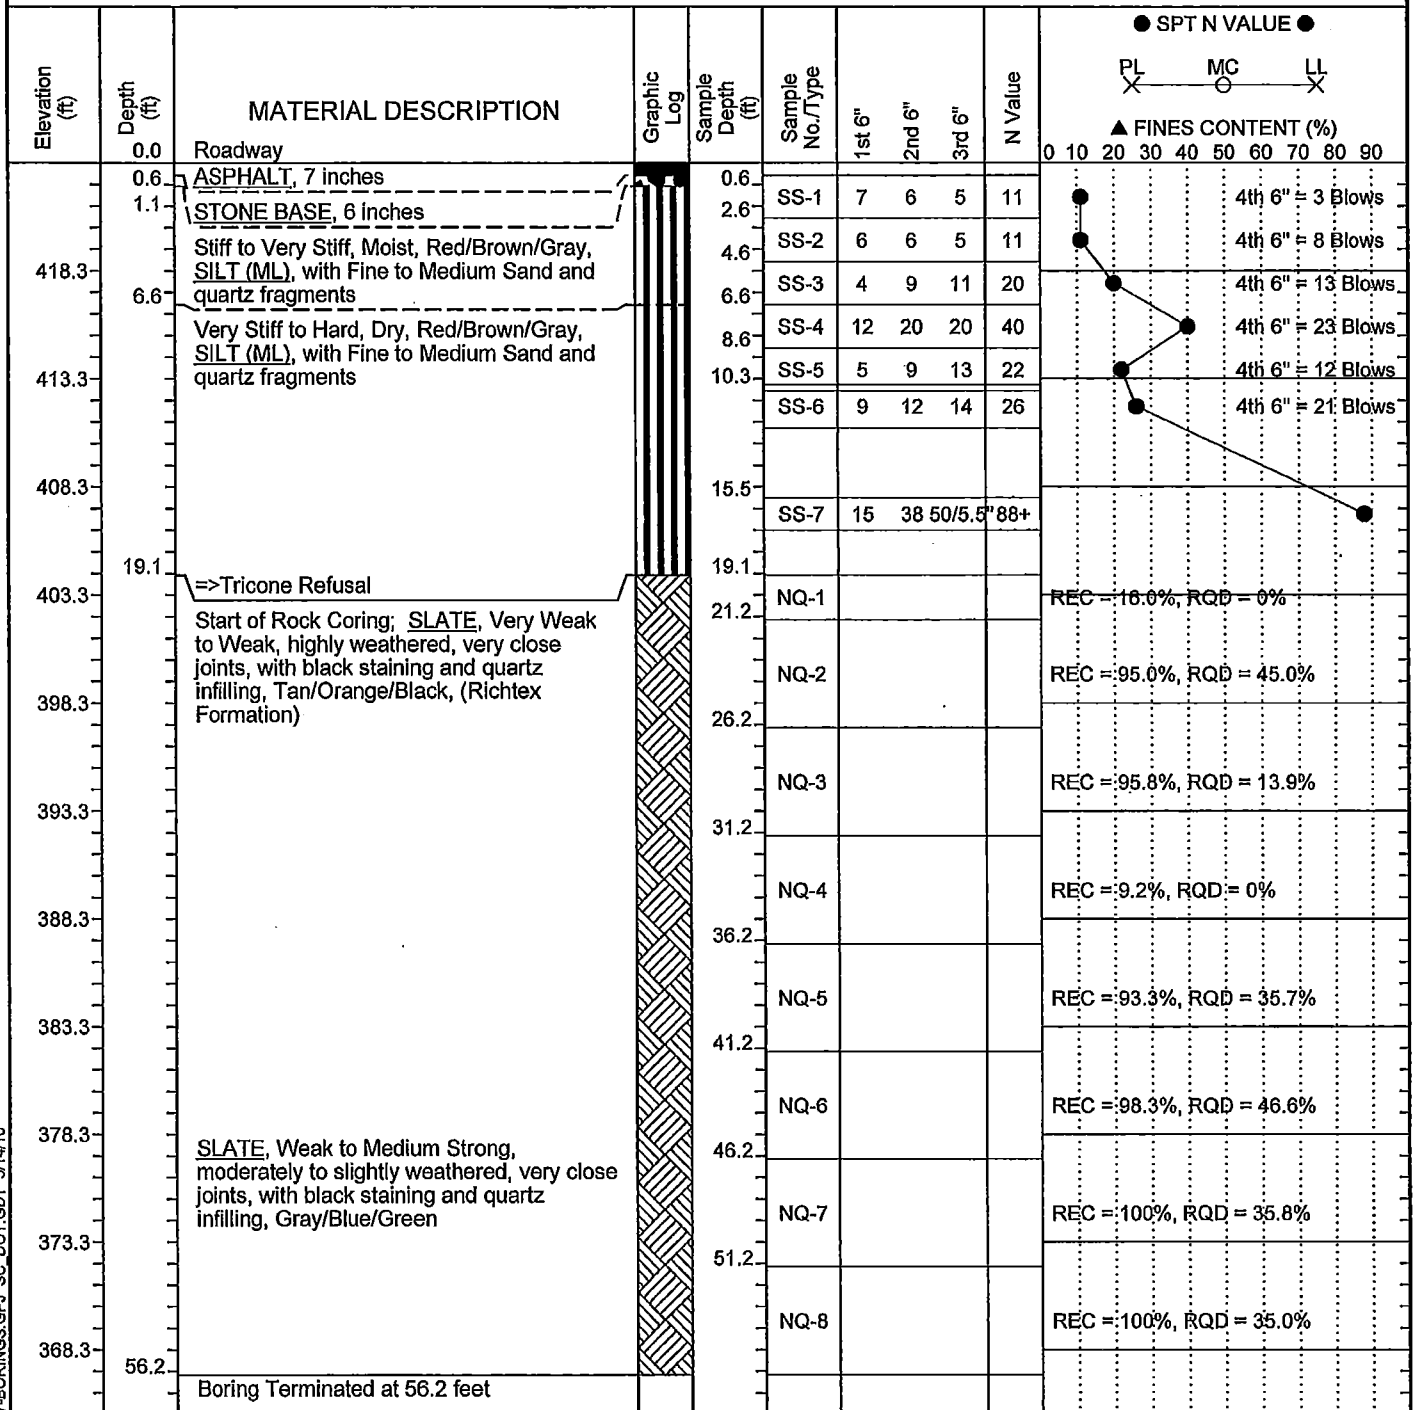 ● SPT N VALUE ●
PL MC LL
▲ FINES CONTENT (%)
0 10 20 30 40 50 60 70 80 90
Elevation (ft)
Depth (ft)
MATERIAL DESCRIPTION
Graphic Log
Sample Depth (ft)
Sample No./Type
1st 6"
2nd 6"
3rd 6"
N Value
0.0 Roadway
0.6 ASPHALT, 7 inches 0.6
SS-1 7 6 5 11 4th 6" = 3 Blows
1.1 STONE BASE, 6 inches 2.6
Stiff to Very Stiff, Moist, Red/Brown/Gray, SS-2 6 6 5 11 4th 6" = 8 Blows
SILT (ML), with Fine to Medium Sand and 4.6
418.3
quartz fragments SS-3 4 9 11 20 4th 6" = 13 Blows
6.6 6.6
Very Stiff to Hard, Dry, Red/Brown/Gray, SS-4 12 20 20 40 4th 6" = 23 Blows
SILT (ML), with Fine to Medium Sand and 8.6
quartz fragments SS-5 5 9 13 22 4th 6" = 12 Blows
413.3 10.3
SS-6 9 12 14 26 4th 6" = 21 Blows
408.3 15.5
SS-7 15 38 50/5.5" 88+
19.1 19.1
=>Tricone Refusal
403.3 NQ-1 REC = 16.0%, RQD = 0%
21.2
Start of Rock Coring; SLATE, Very Weak
to Weak, highly weathered, very close
joints, with black staining and quartz NQ-2 REC = 95.0%, RQD = 45.0%
infilling, Tan/Orange/Black, (Richtex
398.3
Formation) 26.2
NQ-3 REC = 95.8%, RQD = 13.9%
393.3 31.2
NQ-4 REC = 9.2%, RQD = 0%
388.3 36.2
NQ-5 REC = 93.3%, RQD = 35.7%
383.3 41.2
NQ-6 REC = 98.3%, RQD = 46.6%
378.3
SLATE, Weak to Medium Strong, 46.2
moderately to slightly weathered, very close
joints, with black staining and quartz
infilling, Gray/Blue/Green NQ-7 REC = 100%, RQD = 35.8%
373.3 51.2
NQ-8 REC = 100%, RQD = 35.0%
368.3
56.2
Boring Terminated at 56.2 feet